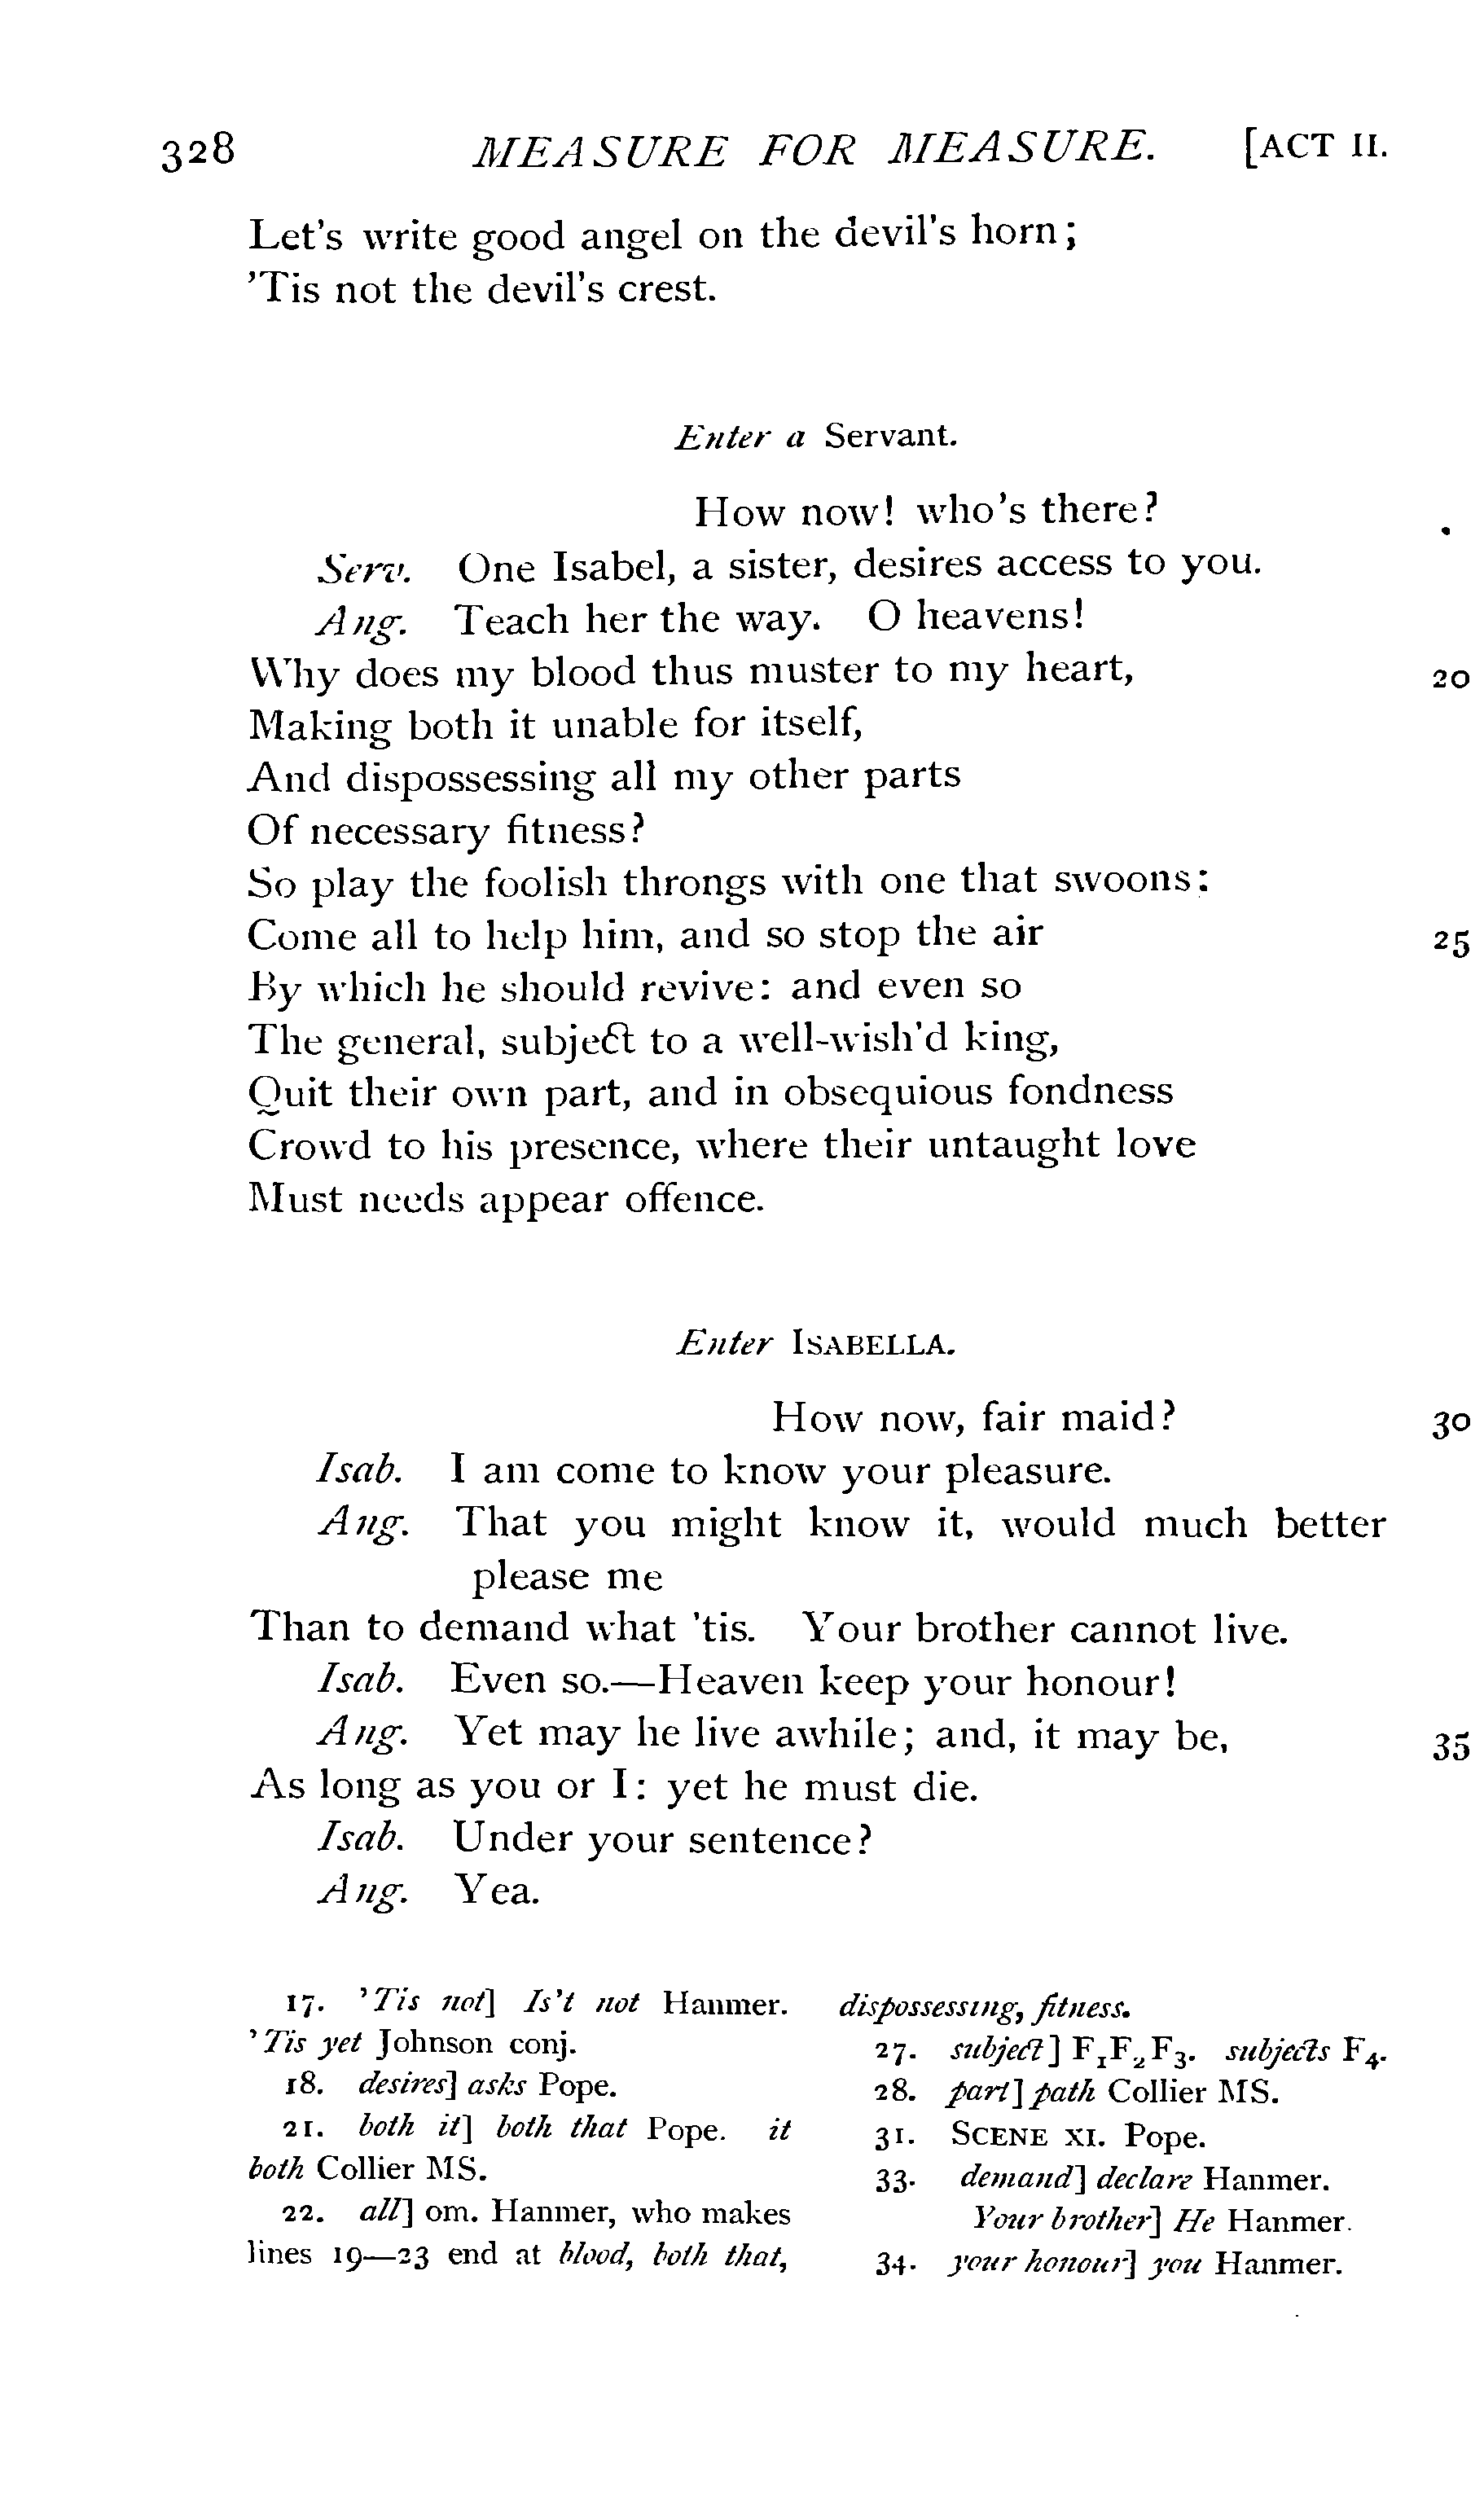 328 MEASURE FOR MEASURE. [ACT II.
Let's write good angel on the devil's horn;
'Tis not the devil's crest.
Enter a Servant.
How now! who's there?
Serv. One Isabel, a sister, desires access to you.
Ang. Teach her the way. O heavens!
Why does my blood thus muster to my heart, 20
Making both it unable for itself,
And dispossessing all my other parts
Of necessary fitness?
So play the foolish throngs with one that swoons:
Come all to help him, and so stop the air 25
By which he should revive: and even so
The general, subject to a well-wish'd king,
Quit their own part, and in obsequious fondness
Crowd to his presence, where their untaught love
Must needs appear offence.
Enter ISABELLA.
How now, fair maid? 30
Isab. I am come to know your pleasure.
Ang. That you might know it, would much better
please me
Than to demand what 'tis. Your brother cannot live.
Isab. Even so.—Heaven keep your honour!
Ang. Yet may he live awhile; and, it may be, 35
As long as you or I: yet he must die.
Isab. Under your sentence?
Ang. Yea.
17. 'Tis not] Is't not Hanmer.
'Tis yet Johnson conj.
18. desires] asks Pope.
21. both it] both that Pope. it
both Collier MS.
22. all] om. Hanmer, who makes
lines 19—23 end at blood, both that,
dispossessing, fitness.
27. subject] F1F2F3. subjects F4.
28. part] path Collier MS.
31. SCENE XI. Pope.
33. demand] declare Hanmer.
Your brother] He Hanmer.
34. your honour] you Hanmer.